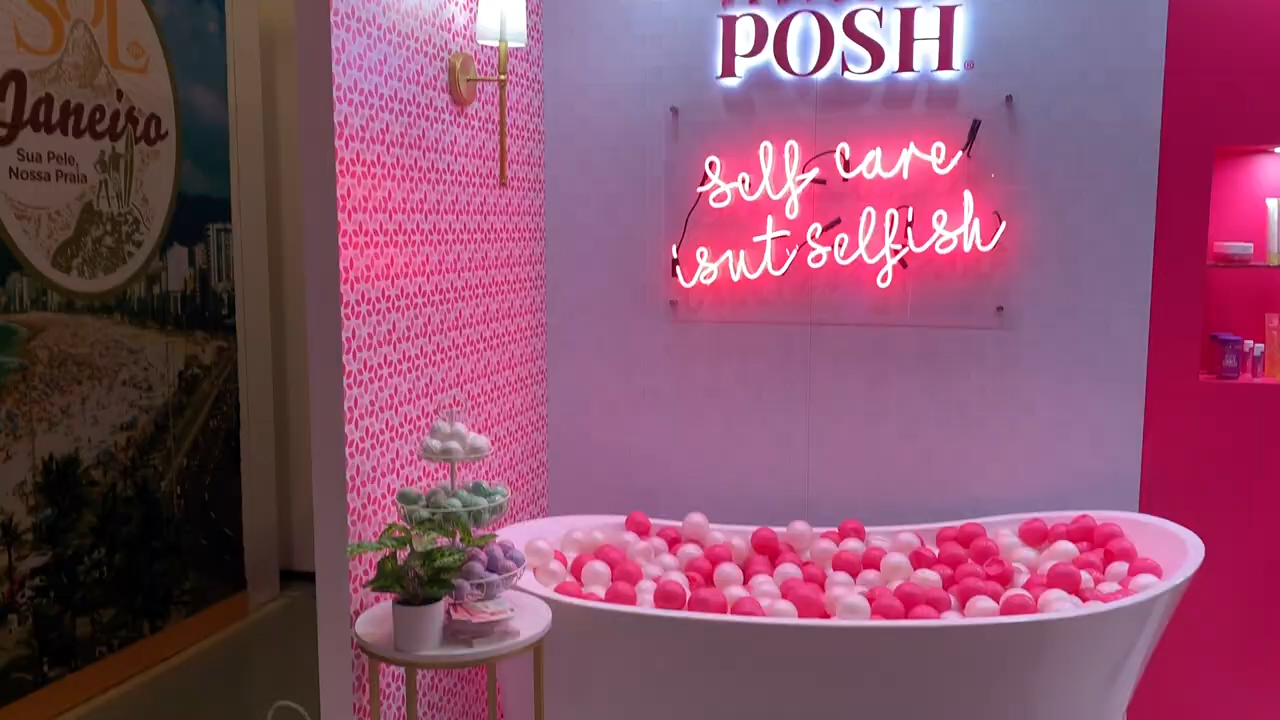 SOL
Janeiro
Sua Pele,
Nossa Praia
POSH
self care
isnt selfish